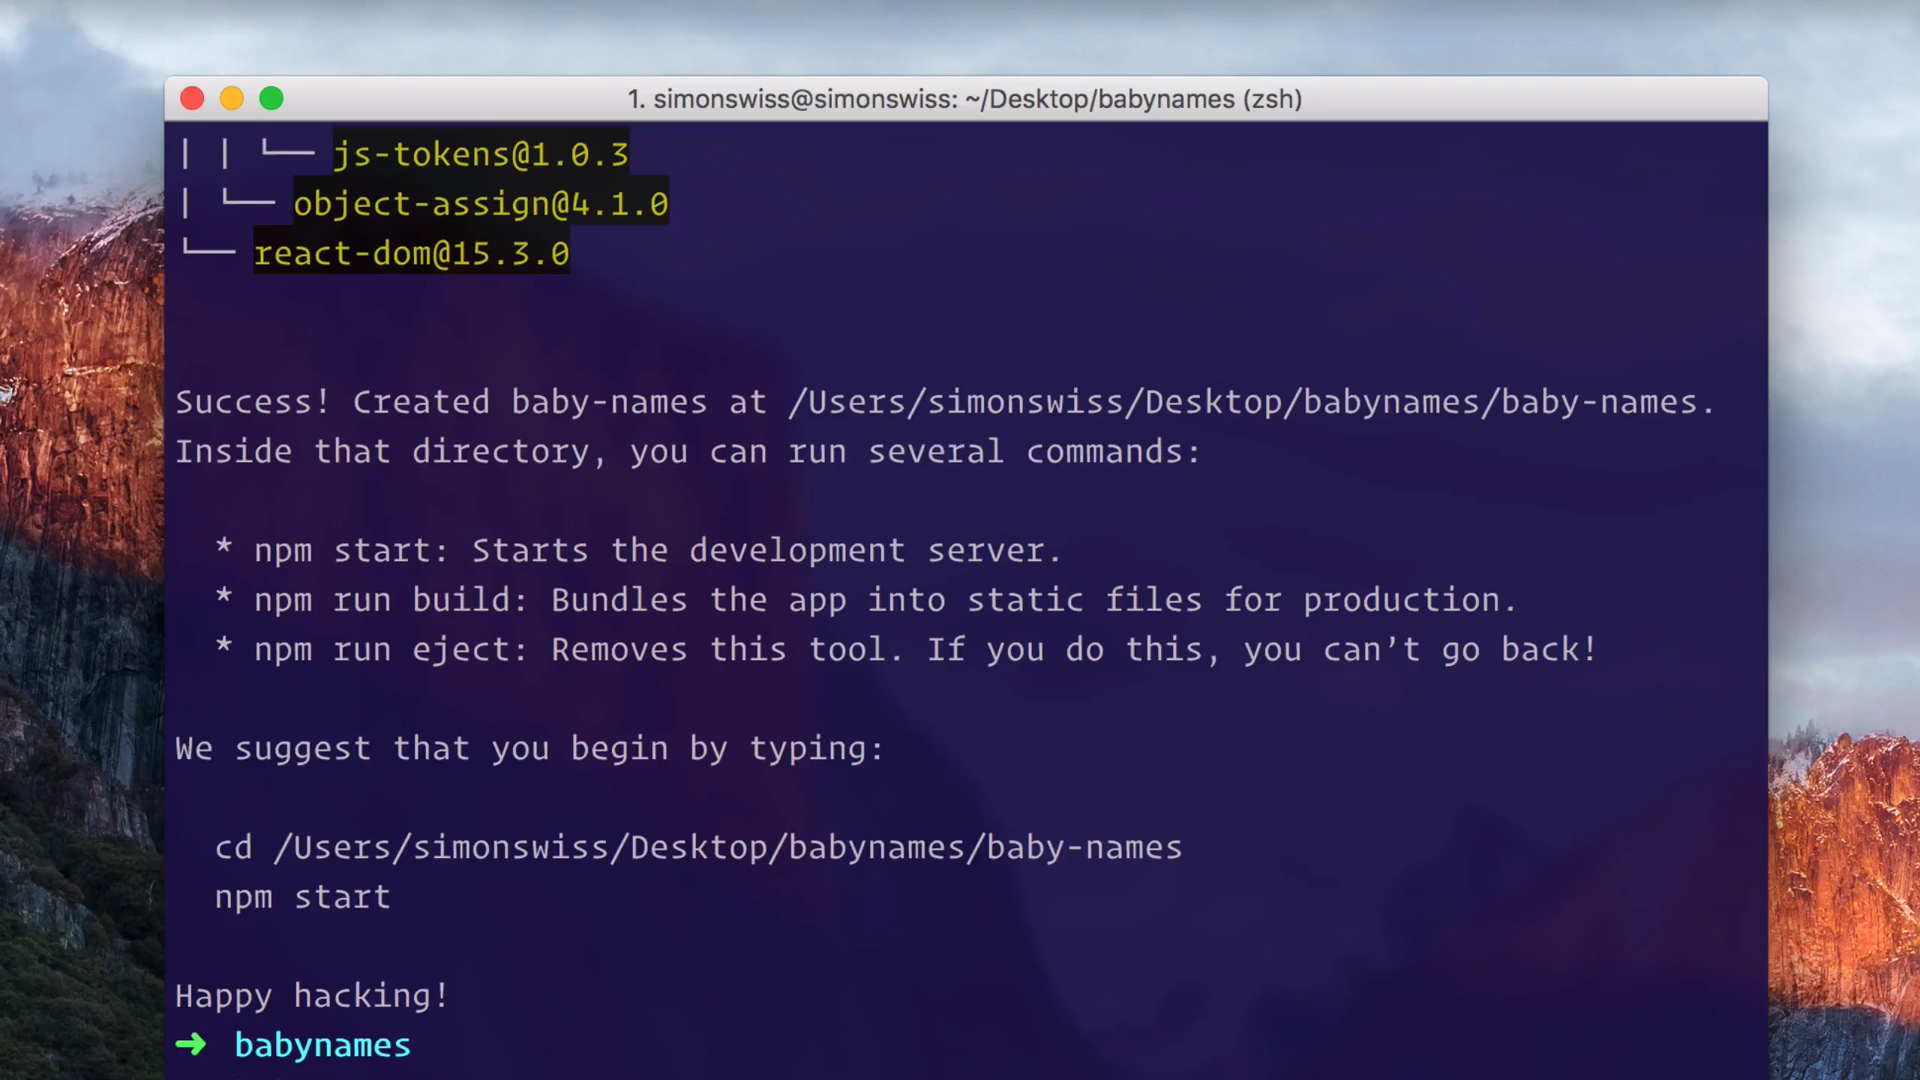 1. simonswiss@simonswiss: ~/Desktop/babynames (zsh)
│ │ └── js-tokens@1.0.3
│ └── object-assign@4.1.0
└── react-dom@15.3.0
Success! Created baby-names at /Users/simonswiss/Desktop/babynames/baby-names.
Inside that directory, you can run several commands:
* npm start: Starts the development server.
* npm run build: Bundles the app into static files for production.
* npm run eject: Removes this tool. If you do this, you can’t go back!
We suggest that you begin by typing:
cd /Users/simonswiss/Desktop/babynames/baby-names
npm start
Happy hacking!
➜ babynames